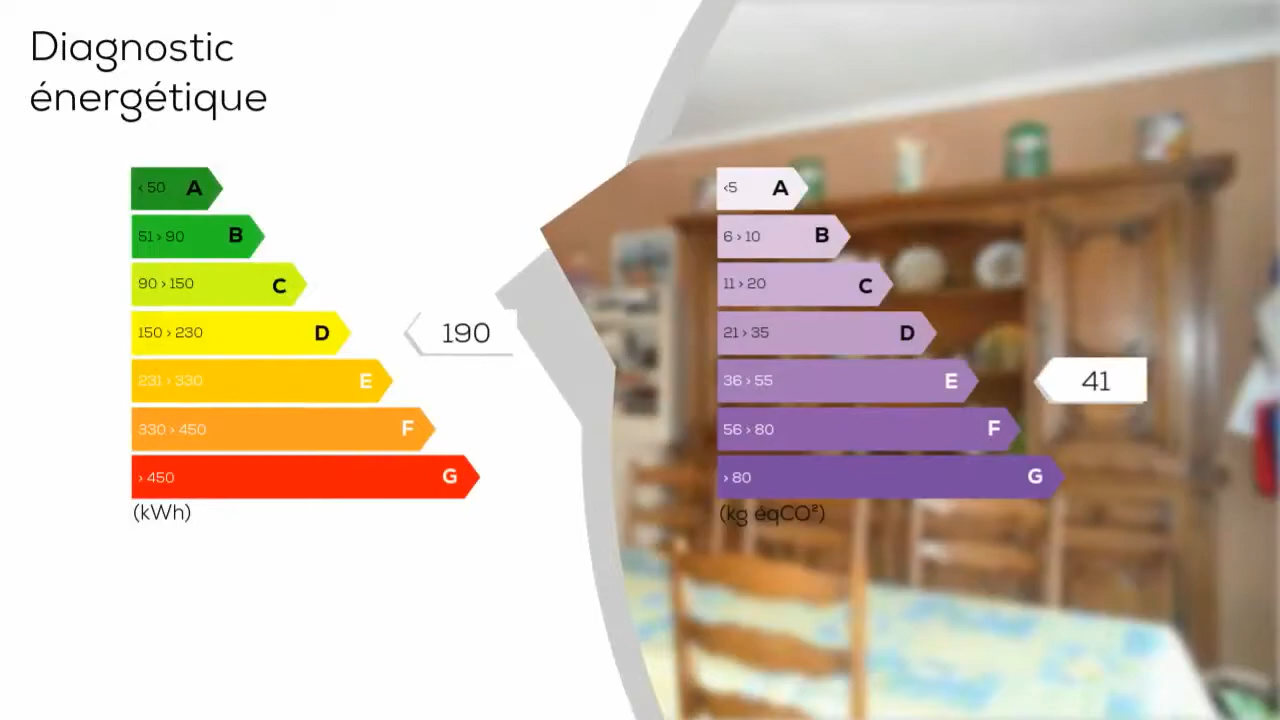 Diagnostic
énergétique
‹ 50 A
51 › 90 B
90 › 150 C
150 › 230 D
231 › 330 E
330 › 450 F
› 450 G
(kWh)
190
‹5 A
6 › 10 B
11 › 20 C
21 › 35 D
36 › 55 E
56 › 80 F
› 80 G
(kg éqCO²)
41